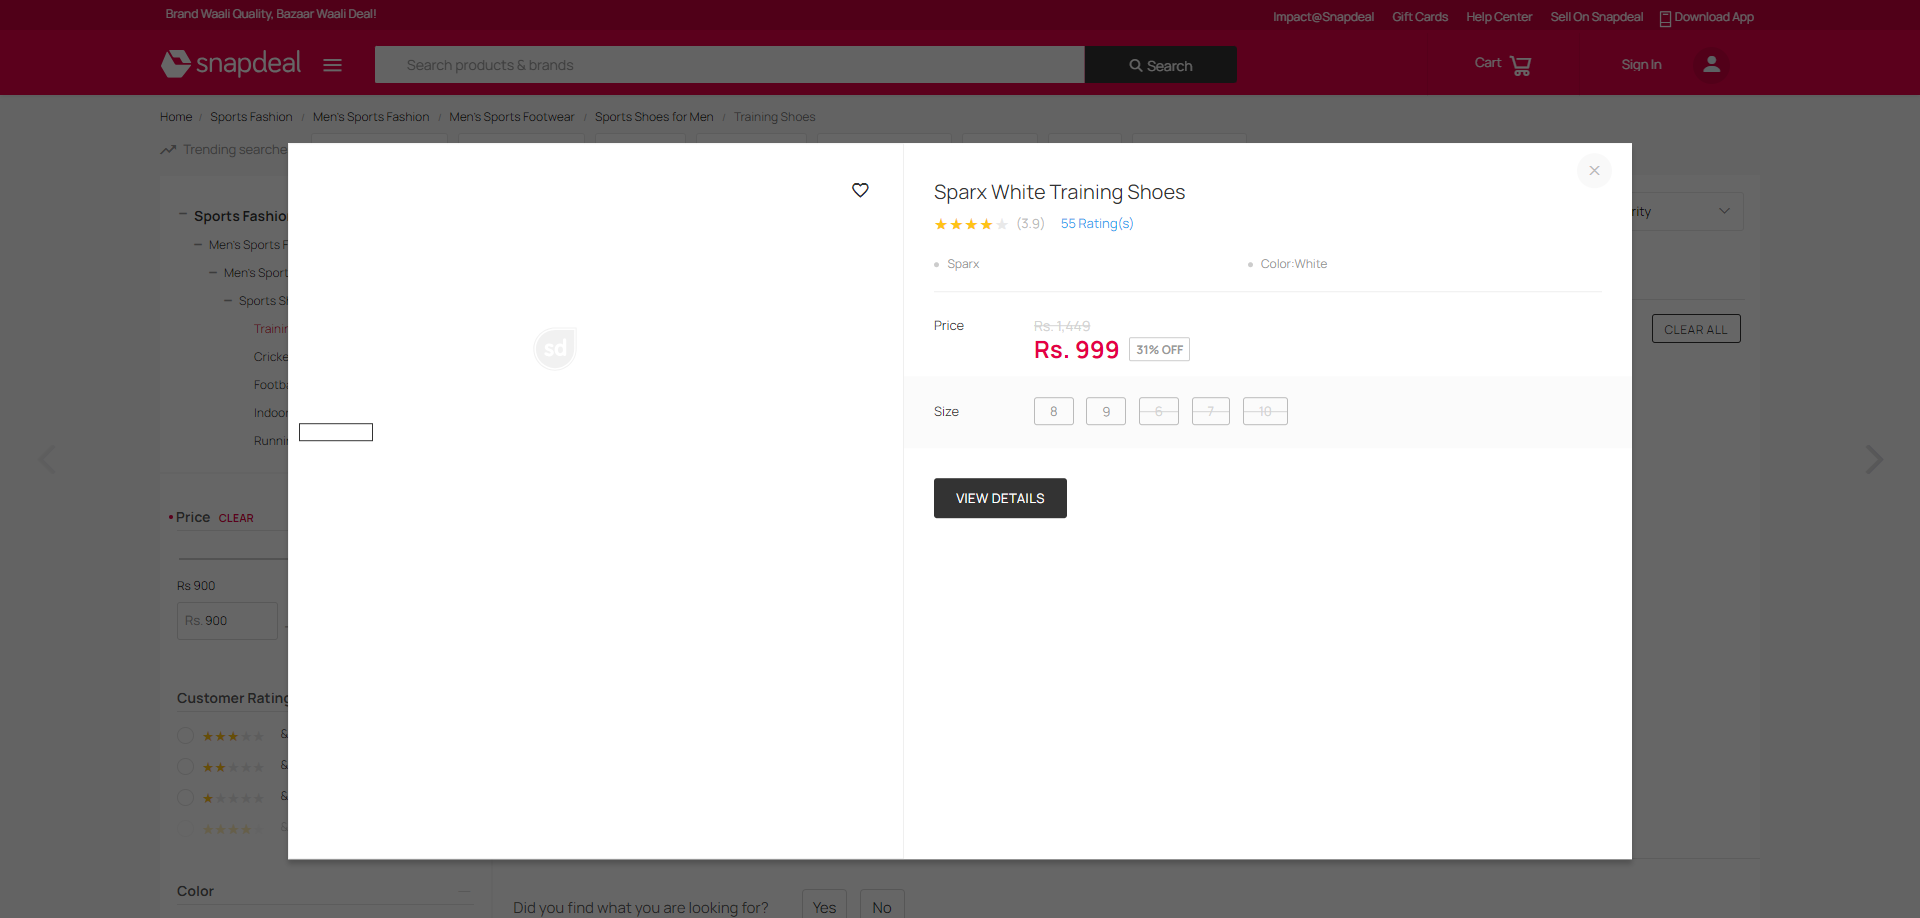 Brand Waali Quality, Bazaar Waali Deal!
Impact@Snapdeal Gift Cards Help Center Sell On Snapdeal Download App
snapdeal
Search products & brands
Search
Cart
Sign In
Home / Sports Fashion / Men's Sports Fashion / Men's Sports Footwear / Sports Shoes for Men / Training Shoes
Trending searche
Sports Fashio
Men's Sports F
Men's Sport
Sports S
Traini
Cricke
Footba
Indoor
Runni
rity
CLEAR ALL
sd
Sparx White Training Shoes
(3.9) 55 Rating(s)
Sparx
Color:White
Price
Rs. 1,449
Rs. 999 31% OFF
Size
8 9 6 7 10
VIEW DETAILS
Price CLEAR
Rs 900
Rs. 900
Customer Rating
&
&
&
&
Color
Did you find what you are looking for? Yes No